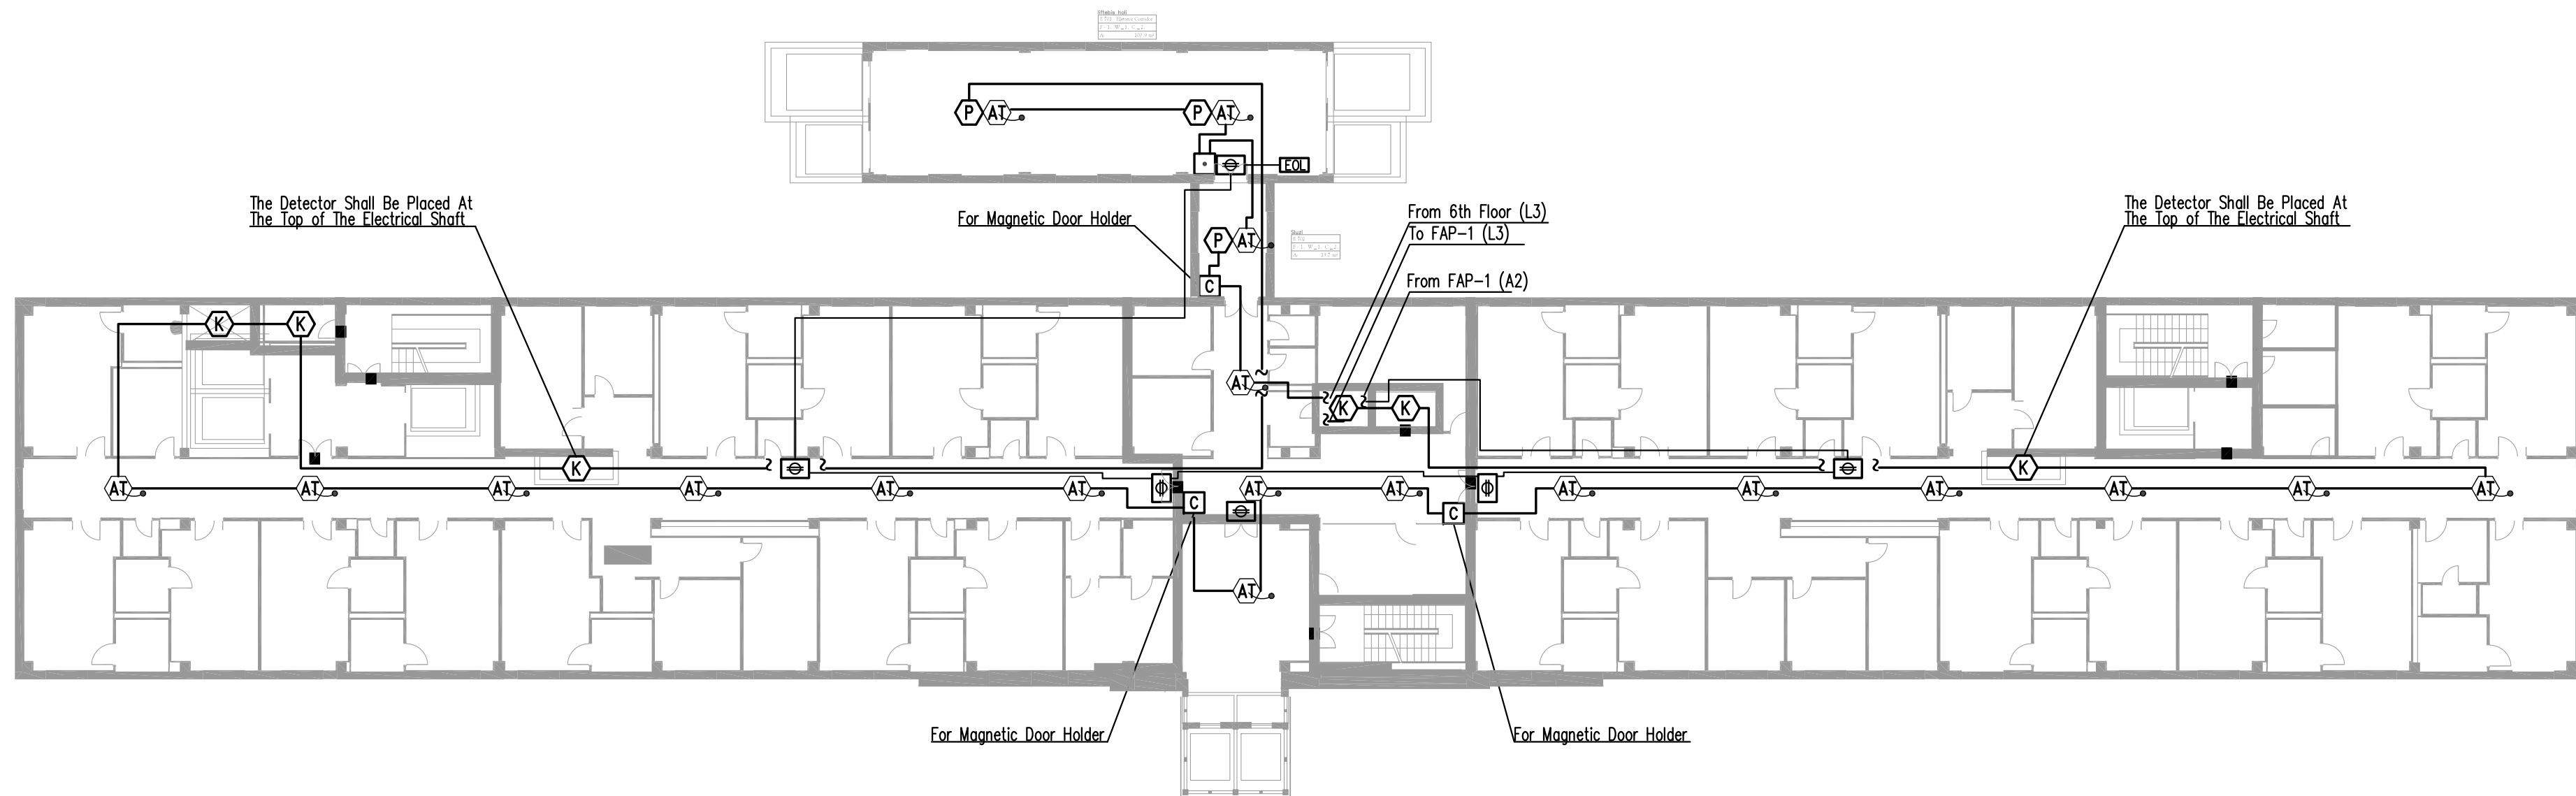 liftable hall
P AT P AT
EQL
The Detector Shall Be Placed At
The Top of The Electrical Shaft
For Magnetic Door Holder
From 6th Floor (L3)
To FAP-1 (L3)
The Detector Shall Be Placed At
The Top of The Electrical Shaft
P AT
From FAP-1 (A2)
C
K K
AT
K K
K K
AT AT AT AT AT AT AT AT AT AT AT AT AT AT
C C
AT
For Magnetic Door Holder
For Magnetic Door Holder